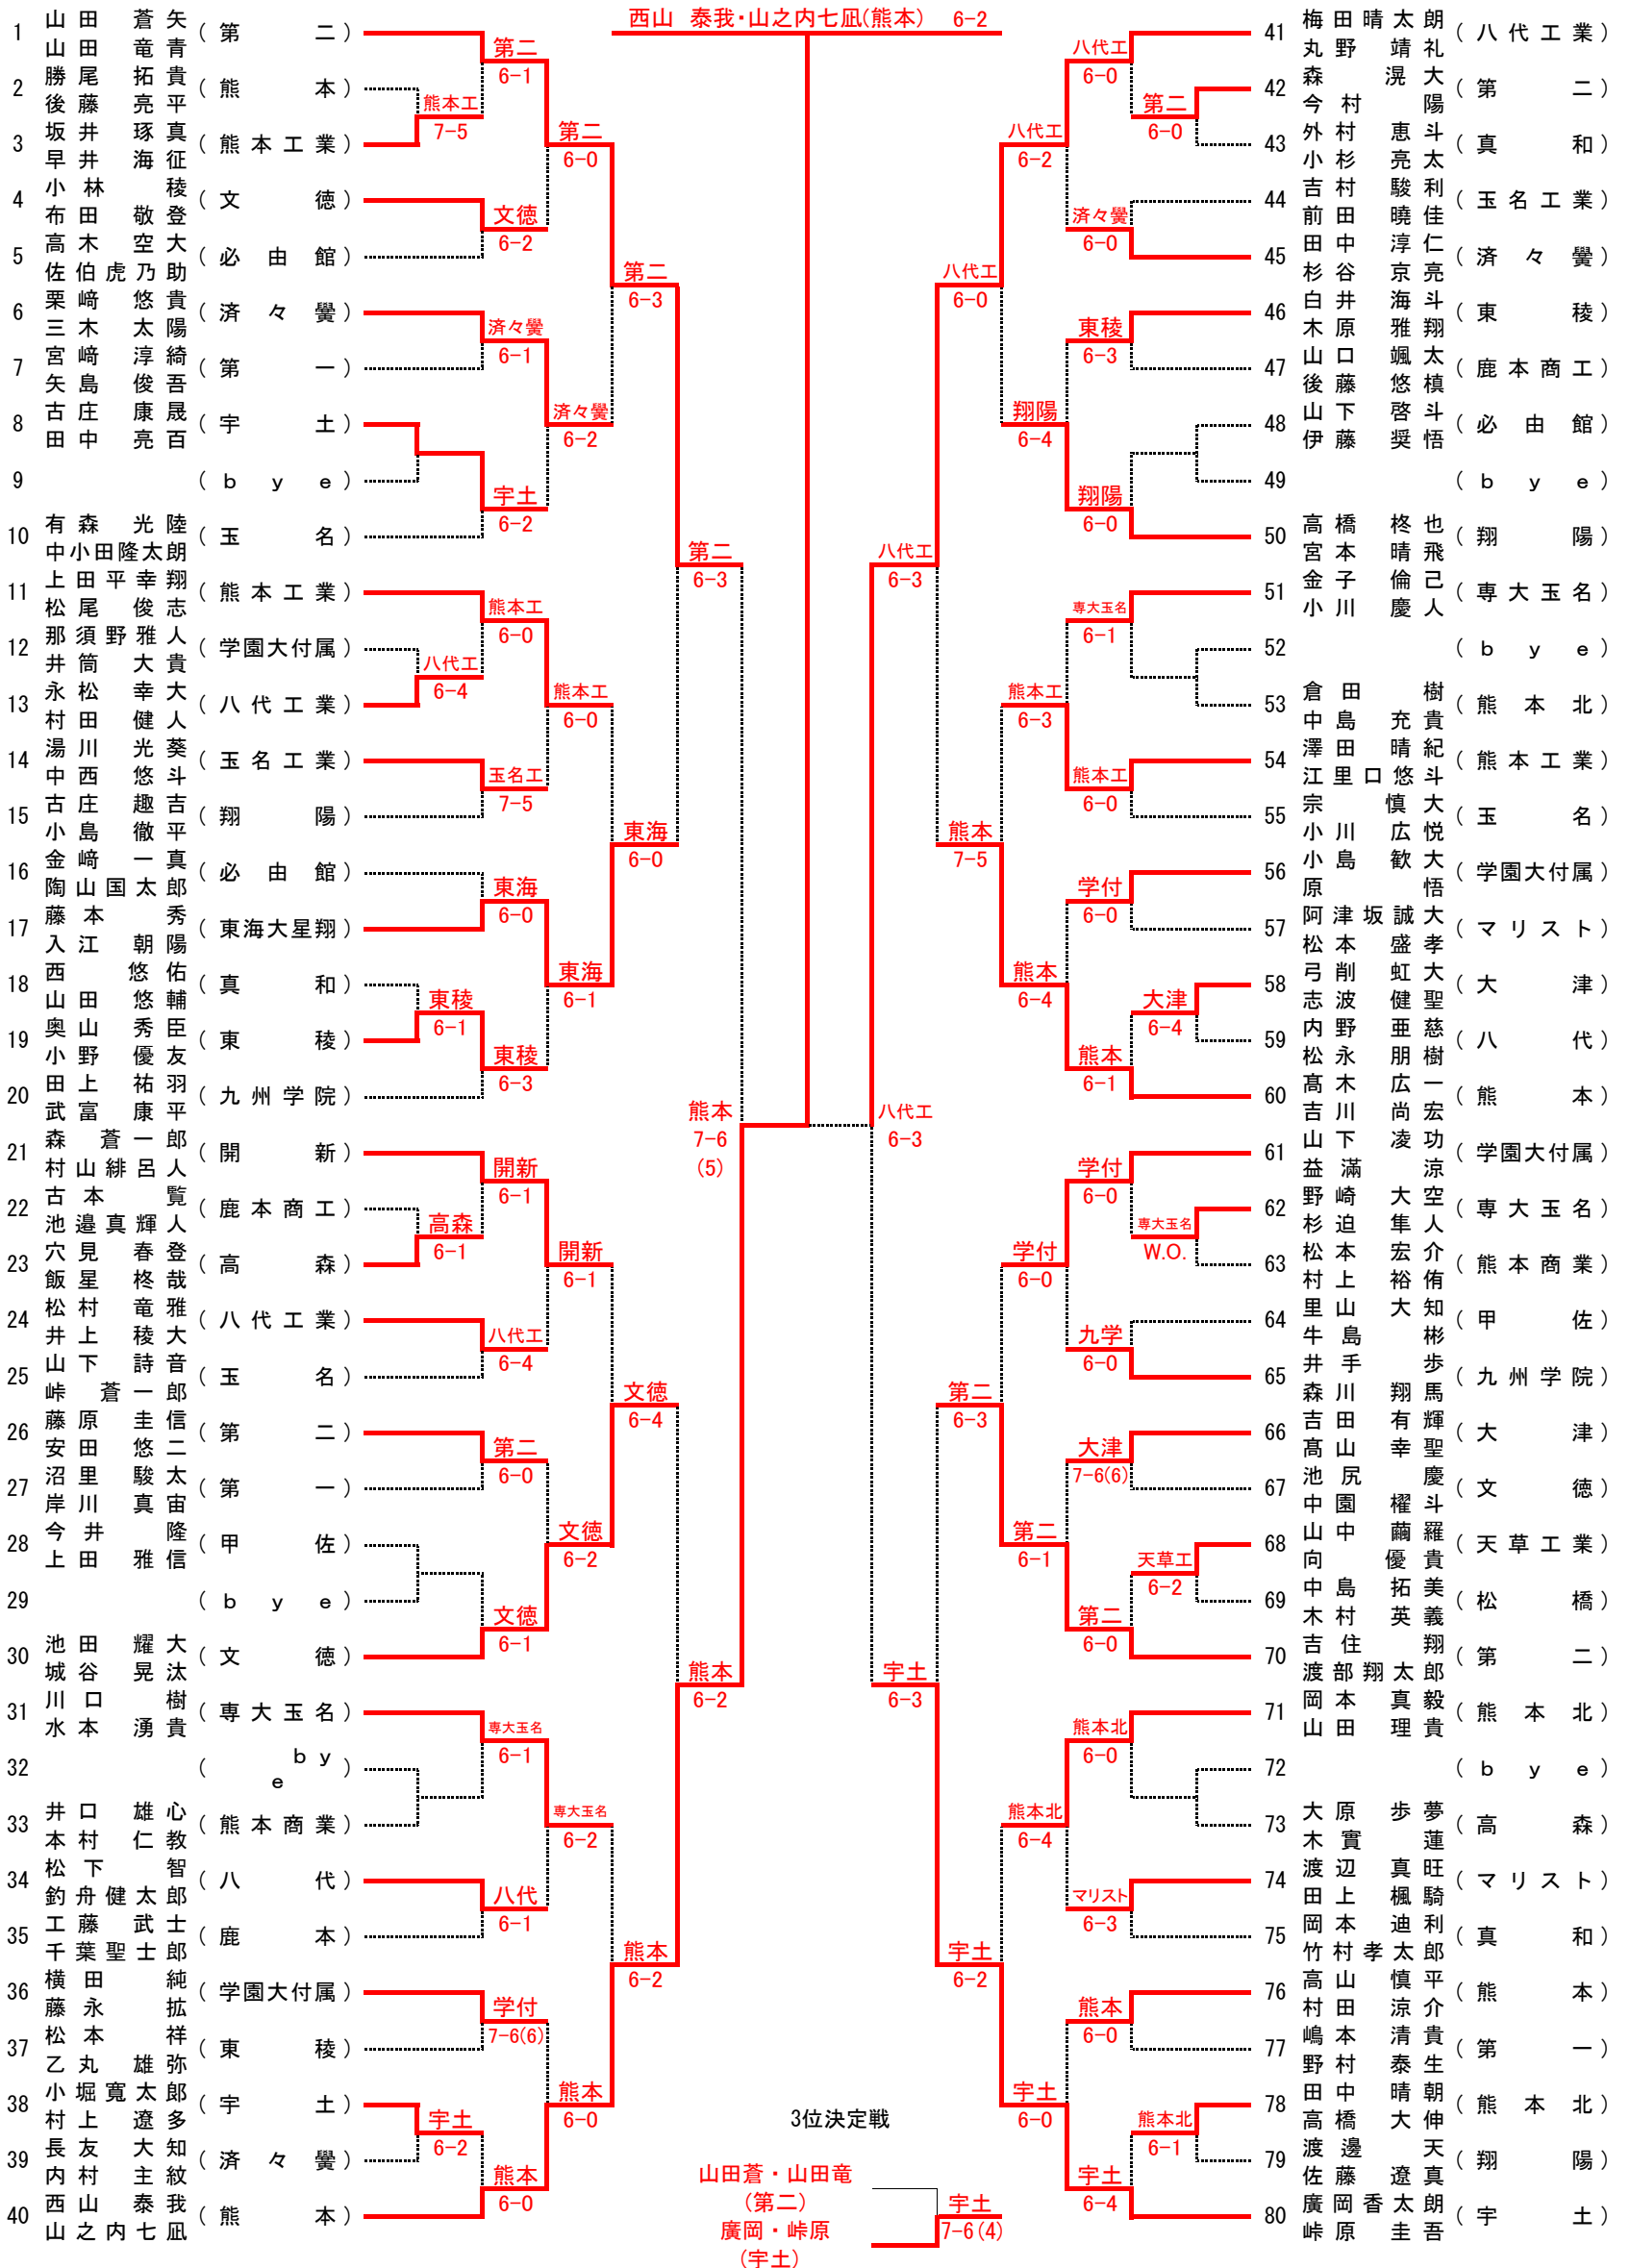 西山 泰我・山之内七凪(熊本) 6-2
1 山田 蒼矢 山田 竜青 (第二)
2 勝尾 拓貴 後藤 亮平 (熊本)
3 坂井 琢真 早井 海征 (熊本工業)
4 小林 稜 布田 敬登 (文徳)
5 高木 空大 佐伯虎乃助 (必由館)
6 栗﨑 悠貴 三木 太陽 (済々黌)
7 宮﨑 淳綺 矢島 俊吾 (第一)
8 古庄 康晟 田中 亮百 (宇土)
9 (bye)
10 有森 光陸 中小田隆太朗 (玉名)
11 上田平幸翔 松尾 俊志 (熊本工業)
12 那須野雅人 井筒 大貴 (学園大付属)
13 永松 幸大 村田 健人 (八代工業)
14 湯川 光葵 中西 悠斗 (玉名工業)
15 古庄 趣吉 小島 徹平 (翔陽)
16 金﨑 一真 陶山国太郎 (必由館)
17 藤本 秀 入江 朝陽 (東海大星翔)
18 西 悠佑 山田 悠輔 (真和)
19 奥山 秀臣 小野 優友 (東稜)
20 田上 祐羽 武富 康平 (九州学院)
21 森 蒼一郎 村山緋呂人 (開新)
22 古本 覧 池邉真輝人 (鹿本商工)
23 穴見 春登 飯星 柊哉 (高森)
24 松村 竜雅 井上 稜大 (八代工業)
25 山下 詩音 峠 蒼一郎 (玉名)
26 藤原 圭信 安田 悠二 (第二)
27 沼里 駿太 岸川 真宙 (第一)
28 今井 隆 上田 雅信 (甲佐)
29 (bye)
30 池田 耀大 城谷 晃汰 (文徳)
31 川口 樹 水本 湧貴 (専大玉名)
32 (bye)
33 井口 雄心 本村 仁教 (熊本商業)
34 松下 智 釣舟健太郎 (八代)
35 工藤 武士 千葉聖士郎 (鹿本)
36 横田 純 藤永 拡 (学園大付属)
37 松本 祥 乙丸 雄弥 (東稜)
38 小堀寛太郎 村上 遼多 (宇土)
39 長友 大知 内村 主紋 (済々黌)
40 西山 泰我 山之内七凪 (熊本)
第二 6-1
熊本工 7-5
文徳 6-2
第二 6-0
済々黌 6-1
宇土 6-2
済々黌 6-2
第二 6-3
熊本工 6-0
八代工 6-4
玉名工 7-5
熊本工 6-0
東海 6-0
東稜 6-1
東稜 6-3
東海 6-1
東海 6-0
第二 6-3
開新 6-1
高森 6-1
八代工 6-4
開新 6-1
第二 6-0
文徳 6-1
文徳 6-2
文徳 6-4
専大玉名 6-1
八代 6-1
専大玉名 6-2
学付 7-6(6)
宇土 6-2
熊本 6-0
熊本 6-0
熊本 6-2
熊本 6-2
熊本 7-6 (5)
41 梅田晴太朗 丸野 靖礼 (八代工業)
42 森 滉大 今村 陽 (第二)
43 外村 恵斗 小杉 亮太 (真和)
44 吉村 駿利 前田 曉佳 (玉名工業)
45 田中 淳仁 杉谷 京亮 (済々黌)
46 白井 海斗 木原 雅翔 (東稜)
47 山口 颯太 後藤 悠槙 (鹿本商工)
48 山下 啓斗 伊藤 奨悟 (必由館)
49 (bye)
50 高橋 柊也 宮本 晴飛 (翔陽)
51 金子 倫己 小川 慶人 (専大玉名)
52 (bye)
53 倉田 樹 中島 充貴 (熊本北)
54 澤田 晴紀 江里口悠斗 (熊本工業)
55 宗 慎大 小川 広悦 (玉名)
56 小島 歓大 原 悟 (学園大付属)
57 阿津坂誠大 松本 盛孝 (マリスト)
58 弓削 虹大 志波 健聖 (大津)
59 内野 亜慈 松永 朋樹 (八代)
60 髙木 広一 吉川 尚宏 (熊本)
61 山下 凌功 益満 涼 (学園大付属)
62 野崎 大空 杉迫 隼人 (専大玉名)
63 松本 宏介 村上 裕侑 (熊本商業)
64 里山 大知 牛島 彬 (甲佐)
65 井手 歩 森川 翔馬 (九州学院)
66 吉田 有輝 髙山 幸聖 (大津)
67 池尻 慶 中園 櫂斗 (文徳)
68 山中 繭羅 向 優貴 (天草工業)
69 中島 拓美 木村 英義 (松橋)
70 吉住 翔 渡部翔太郎 (第二)
71 岡本 真毅 山田 理貴 (熊本北)
72 (bye)
73 大原 歩夢 木實 蓮 (高森)
74 渡辺 真旺 田上 楓騎 (マリスト)
75 岡本 迪利 竹村孝太郎 (真和)
76 高山 慎平 村田 涼介 (熊本)
77 嶋本 清貴 野村 泰生 (第一)
78 田中 晴朝 高橋 大伸 (熊本北)
79 渡邊 天 佐藤 遼真 (翔陽)
80 廣岡香太朗 峠原 圭吾 (宇土)
八代工 6-0
第二 6-0
八代工 6-2
済々黌 6-0
八代工 6-0
東稜 6-3
翔陽 6-4
翔陽 6-0
八代工 6-3
専大玉名 6-1
熊本工 6-3
熊本工 6-0
熊本 7-5
学付 6-0
熊本 6-4
大津 6-4
熊本 6-1
八代工 6-3
学付 6-0
専大玉名 W.O.
学付 6-0
九学 6-0
第二 6-3
大津 7-6(6)
第二 6-1
天草工 6-2
第二 6-0
宇土 6-3
熊本北 6-0
熊本北 6-4
マリスト 6-3
宇土 6-2
熊本 6-0
宇土 6-0
熊本北 6-1
宇土 6-4
3位決定戦
山田蒼・山田竜
(第二)
廣岡・峠原
(宇土)
宇土
7-6(4)